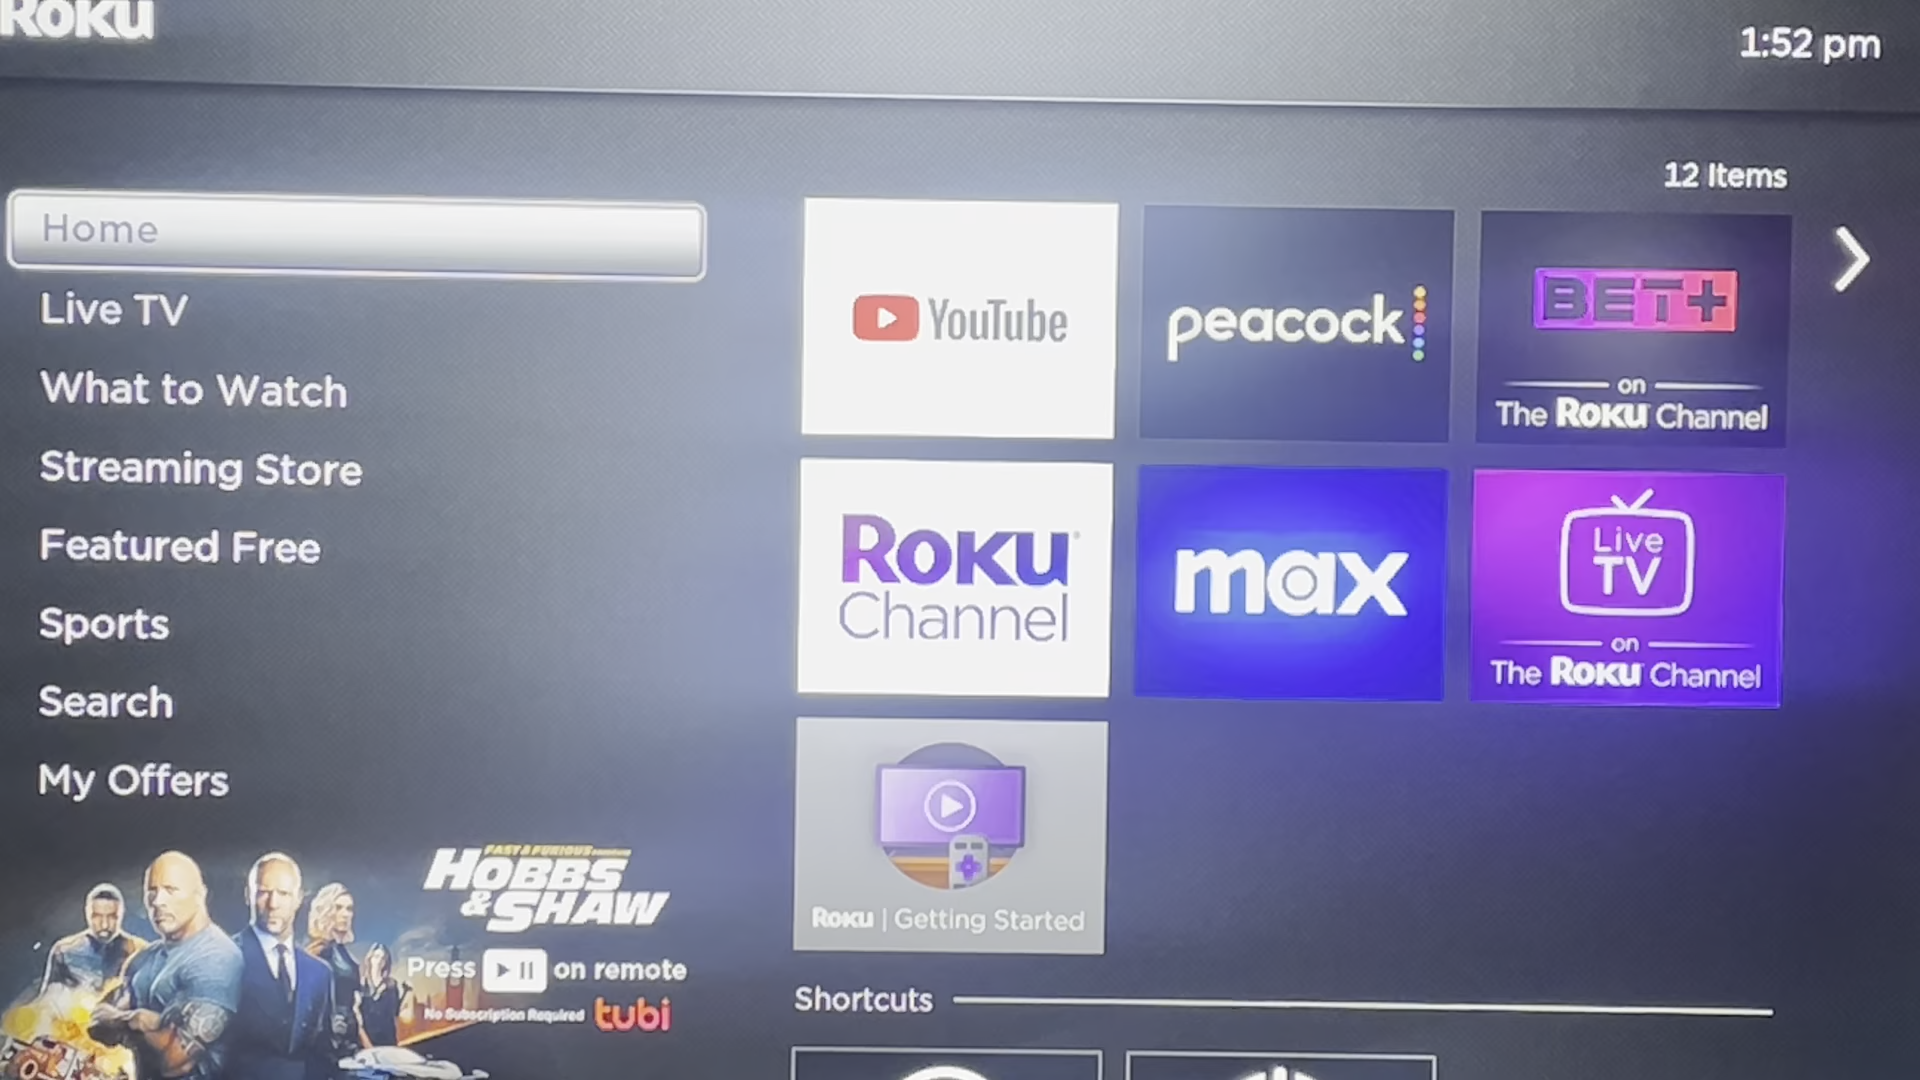 Roku
1:52 pm
12 Items
Home
Live TV
What to Watch
Streaming Store
Featured Free
Sports
Search
My Offers
YouTube
peacock
BET+
on
The Roku Channel
Roku
Channel
max
Live
TV
on
The Roku Channel
Roku | Getting Started
FAST & FURIOUS
HOBBS
& SHAW
Press on remote
No Subscription Required tubi
Shortcuts